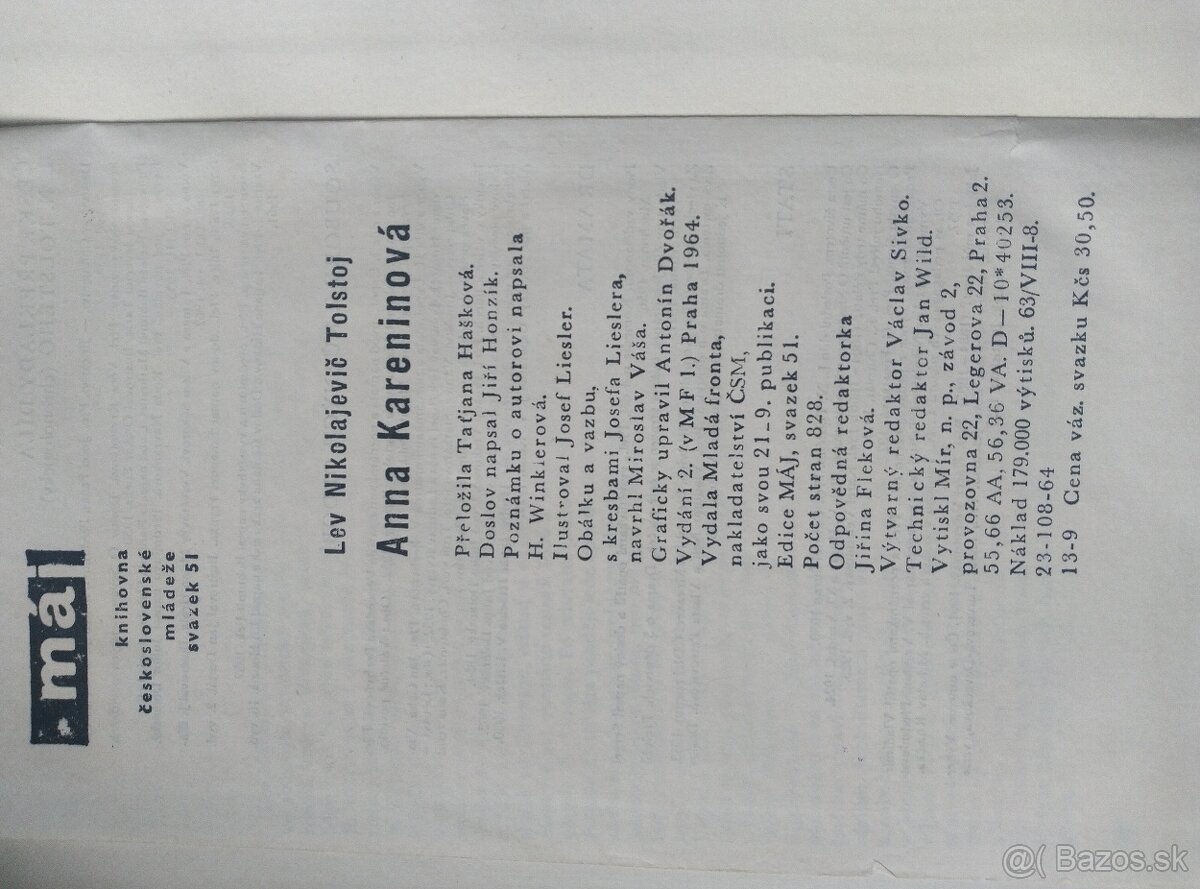 máj
knihovna
československé
mládeže
svazek 51
Lev Nikolajevič Tolstoj
Anna Kareninová
Přeložila Taťjana Hašková.
Doslov napsal Jiří Honzík.
Poznámku o autorovi napsala
H. Winklerová.
Ilustroval Josef Liesler.
Obálku a vazbu,
s kresbami Josefa Lieslera,
navrhl Miroslav Váša.
Graficky upravil Antonín Dvořák.
Vydání 2. (v MF 1.) Praha 1964.
Vydala Mladá fronta,
nakladatelství ČSM,
jako svou 21–9. publikaci.
Edice MÁJ, svazek 51.
Počet stran 828.
Odpovědná redaktorka
Jiřina Fleková.
Výtvarný redaktor Václav Sivko.
Technický redaktor Jan Wild.
Vytiskl Mír, n. p., závod 2,
provozovna 22, Legerova 22, Praha 2.
55,66 AA, 56,36 VA. D—10*40253.
Náklad 179.000 výtisků. 63/VIII-8.
23-108-64
13-9 Cena váz. svazku Kčs 30,50.
@( Bazos.sk